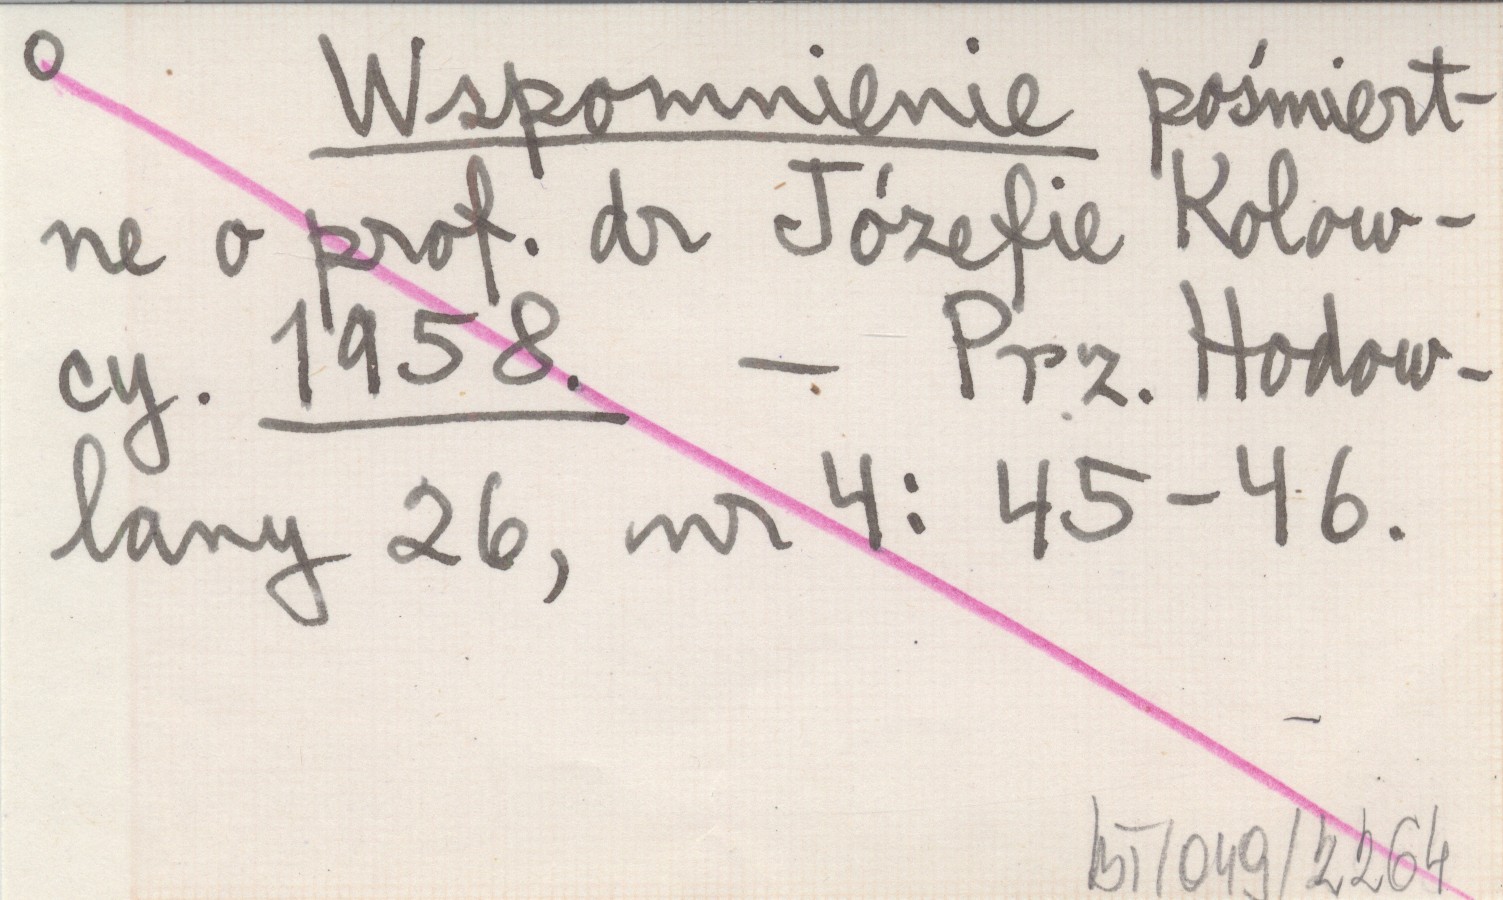 O Wspomnienie pośmiert-
ne o prof. dr Józefie Kolow-
cy. 1958. — Prz. Hodow-
lany 26, nr 4: 45-46.
BT/049/2264